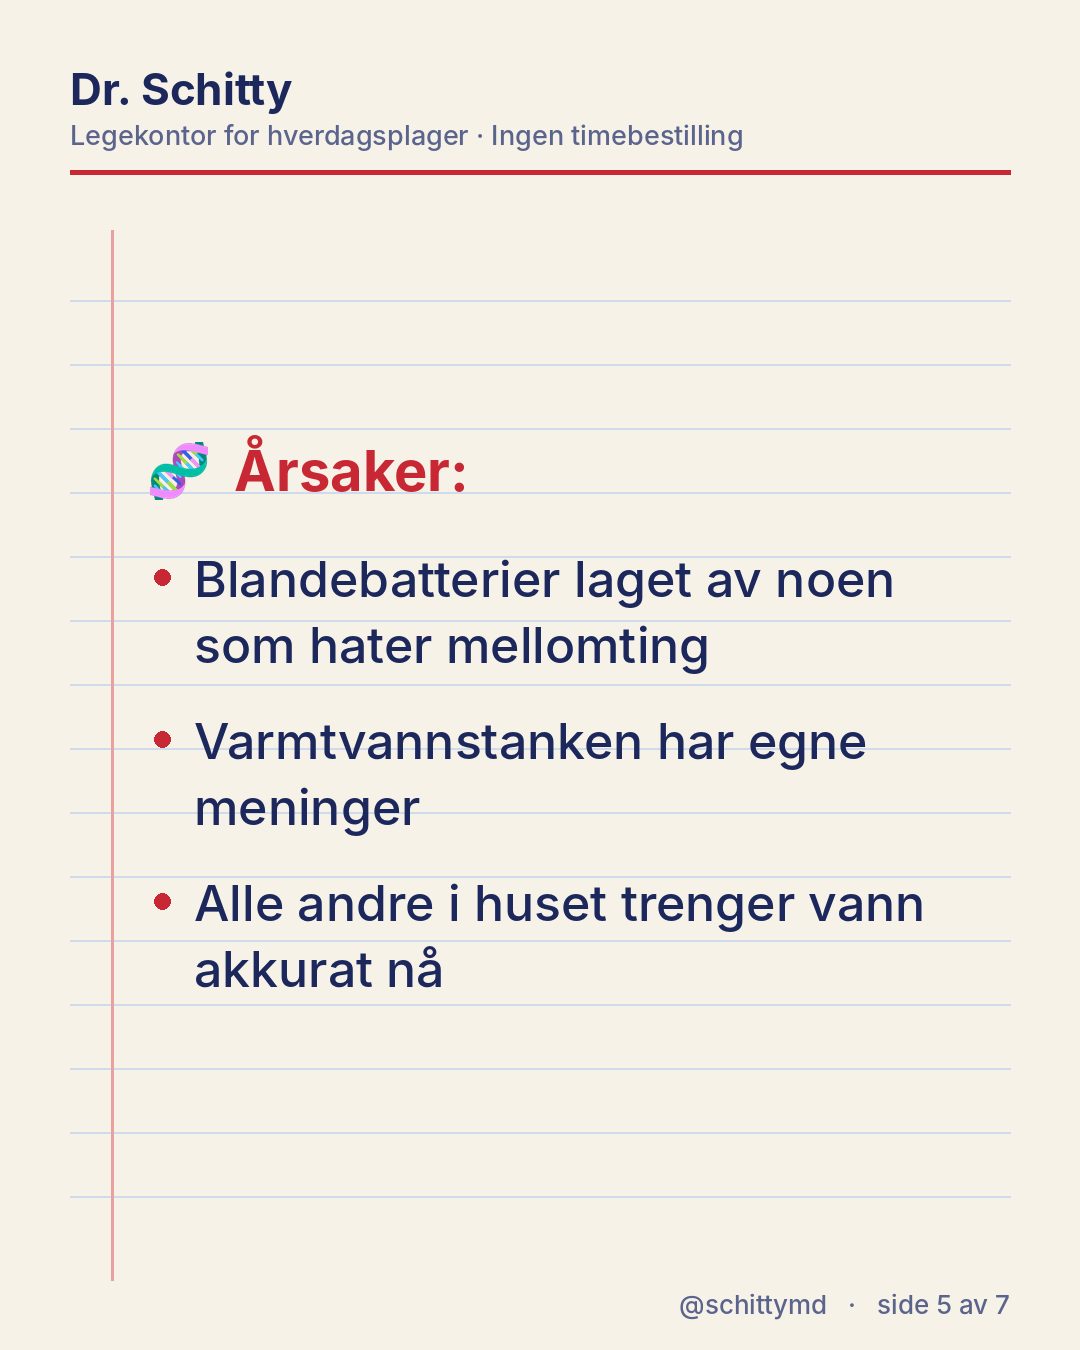 Dr. Schitty
Legekontor for hverdagsplager · Ingen timebestilling
🧬 Årsaker:
• Blandebatterier laget av noen
som hater mellomting
• Varmtvannstanken har egne
meninger
• Alle andre i huset trenger vann
akkurat nå
@schittymd · side 5 av 7